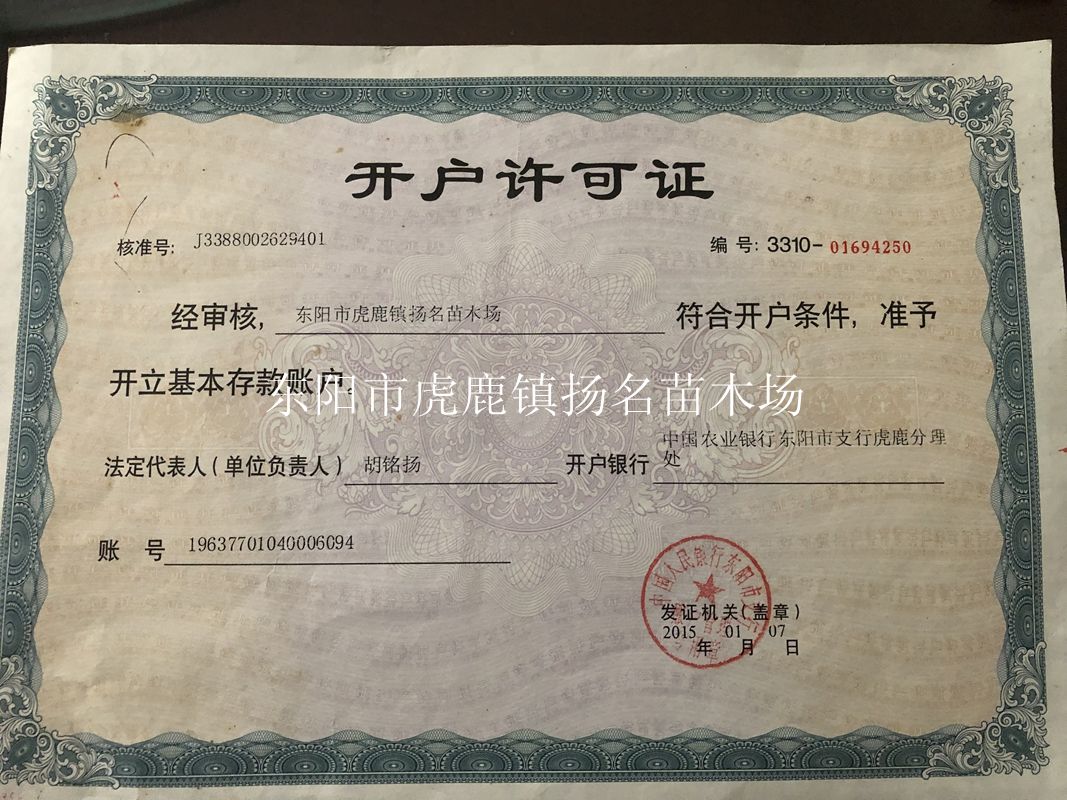 开户许可证
核准号: J3388002629401 编号: 3310-01694250
经审核, 东阳市虎鹿镇扬名苗木场 符合开户条件, 准予
开立基本存款账户
东阳市虎鹿镇扬名苗木场
法定代表人(单位负责人) 胡铭扬 开户银行 中国农业银行东阳市支行虎鹿分理
处
账 号 19637701040006094
中国人民银行东阳市支行
发证机关(盖章)
2015 01 07
年 月 日